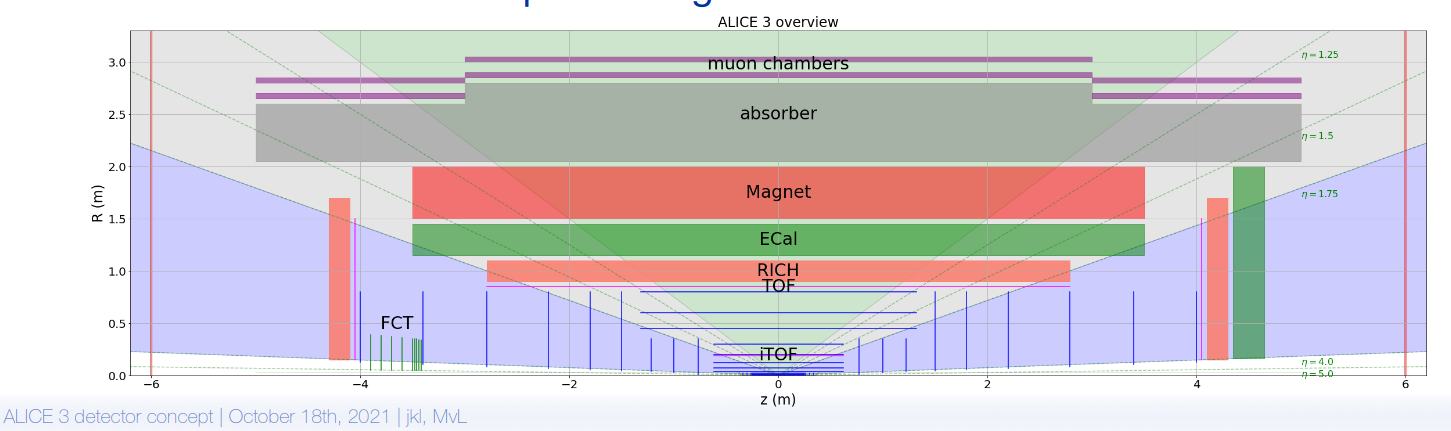 ALICE 3 overview
3.0
2.5
2.0
1.5
1.0
0.5
0.0
R (m)
muon chambers
absorber
Magnet
ECal
RICH
TOF
FCT
iTOF
η = 1.25
η = 1.5
η = 1.75
η = 4.0
η = 5.0
−6 −4 −2 0 2 4 6
z (m)
ALICE 3 detector concept | October 18th, 2021 | jkl, MvL